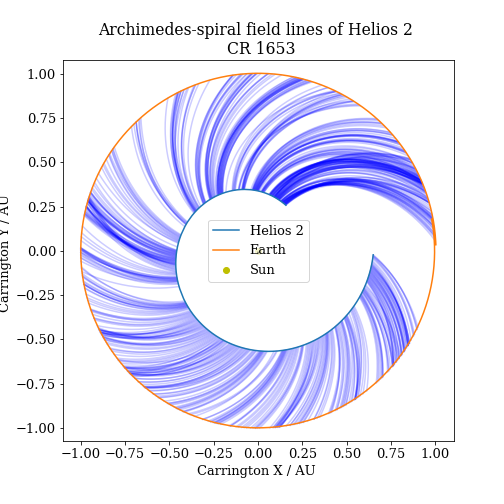 Archimedes-spiral field lines of Helios 2
CR 1653
1.00
0.75
0.50
0.25
0.00
−0.25
−0.50
−0.75
−1.00
Carrington Y / AU
Helios 2
Earth
Sun
−1.00 −0.75 −0.50 −0.25 0.00 0.25 0.50 0.75 1.00
Carrington X / AU